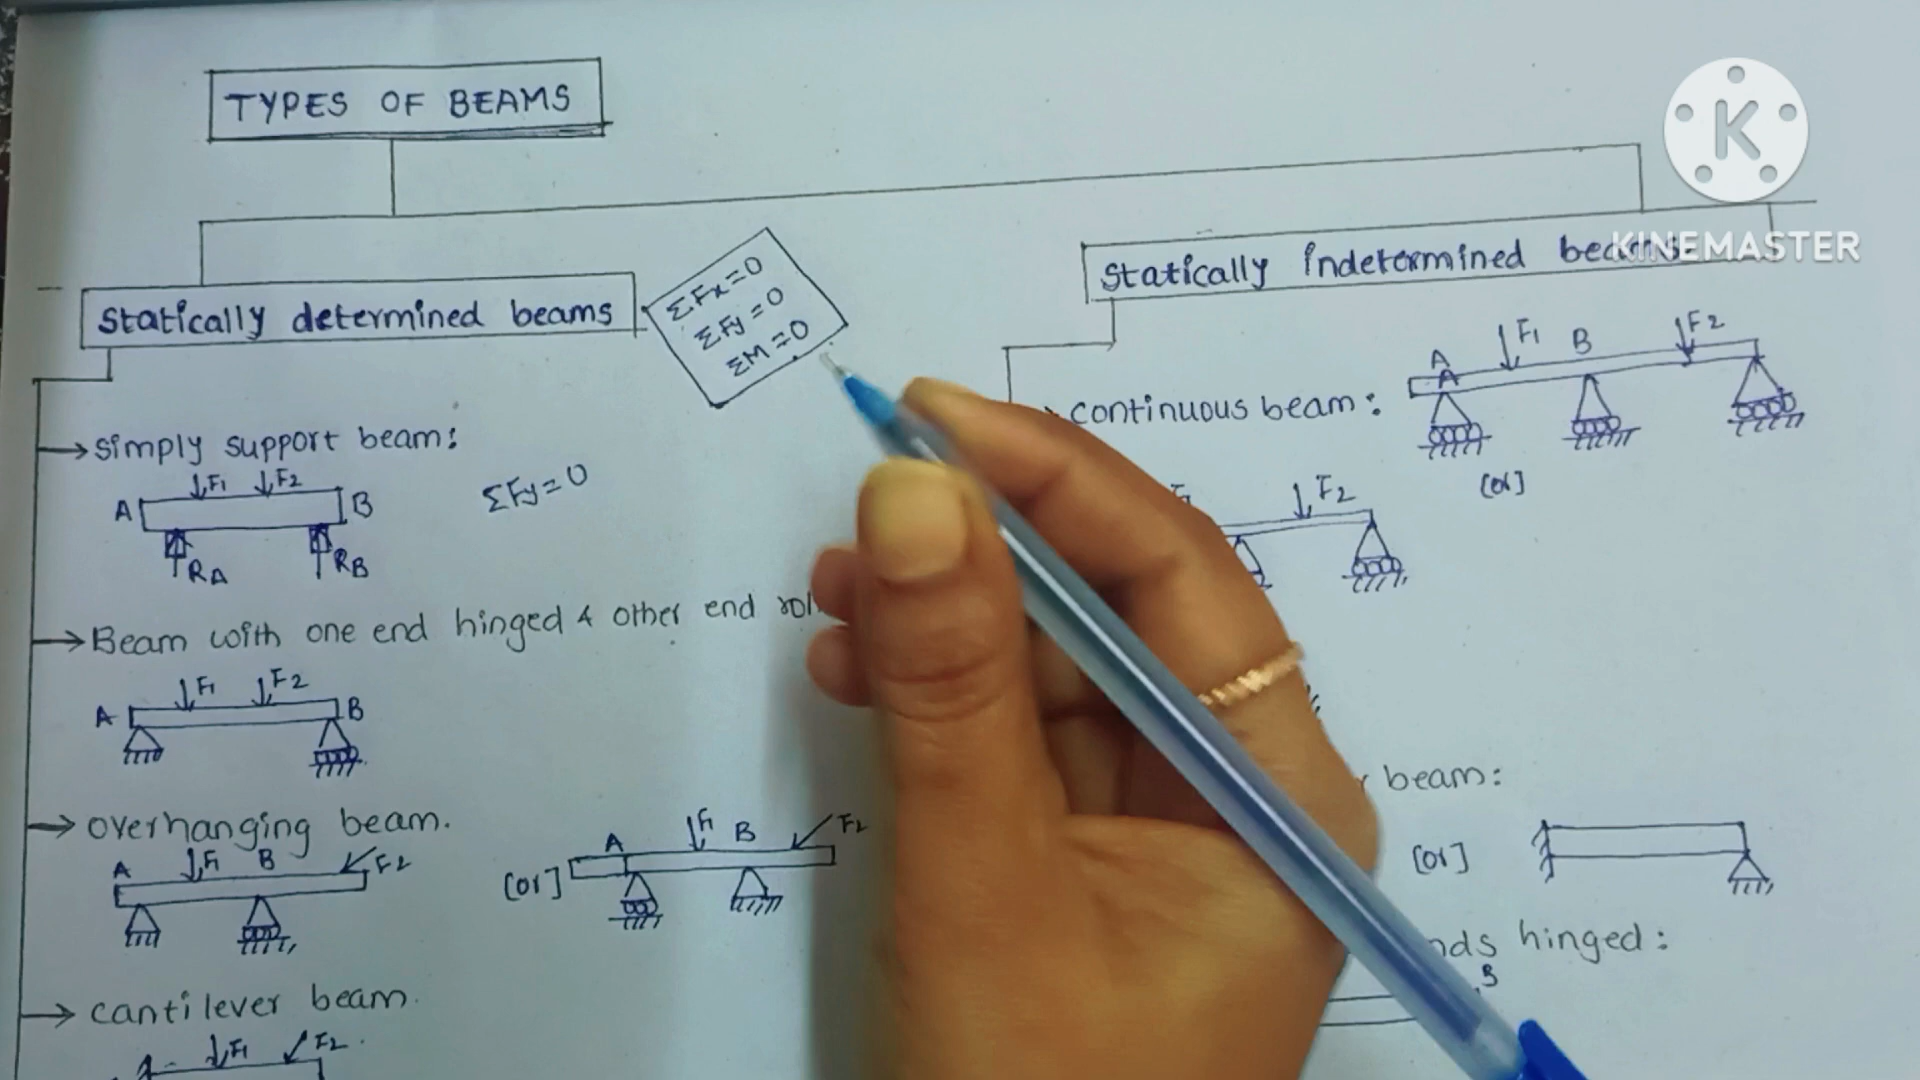 TYPES OF BEAMS
K
KINEMASTER
Statically determined beams
ΣFx=0
ΣFy=0
ΣM=0
→ Simply support beam:
F1 F2
A B
RA RB
ΣFy=0
→ Beam with one end hinged & other end
F1 F2
A B
→ overhanging beam.
A F1 B F2
[or]
A F1 B F2
→ cantilever beam.
F1 F2
Statically indetermined beams
continuous beam:
A F1 B F2
A
[or]
F2
beam:
[or]
hinged:
B